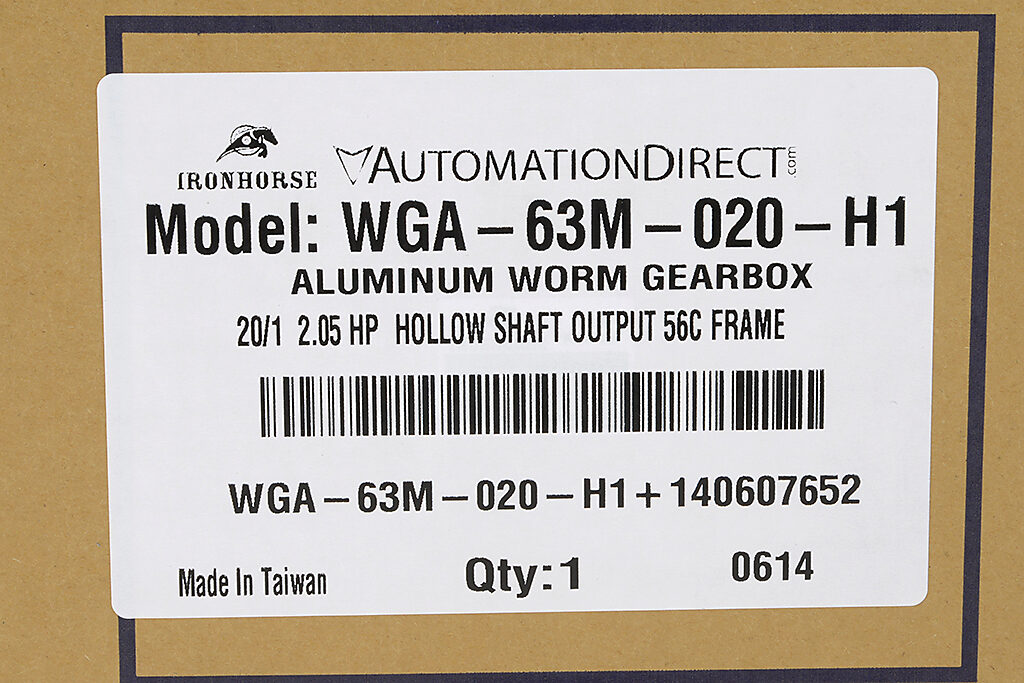 IRONHORSE AUTOMATIONDIRECT.com
Model: WGA-63M-020-H1
ALUMINUM WORM GEARBOX
20/1 2.05 HP HOLLOW SHAFT OUTPUT 56C FRAME
WGA-63M-020-H1+140607652
Made In Taiwan Qty:1 0614